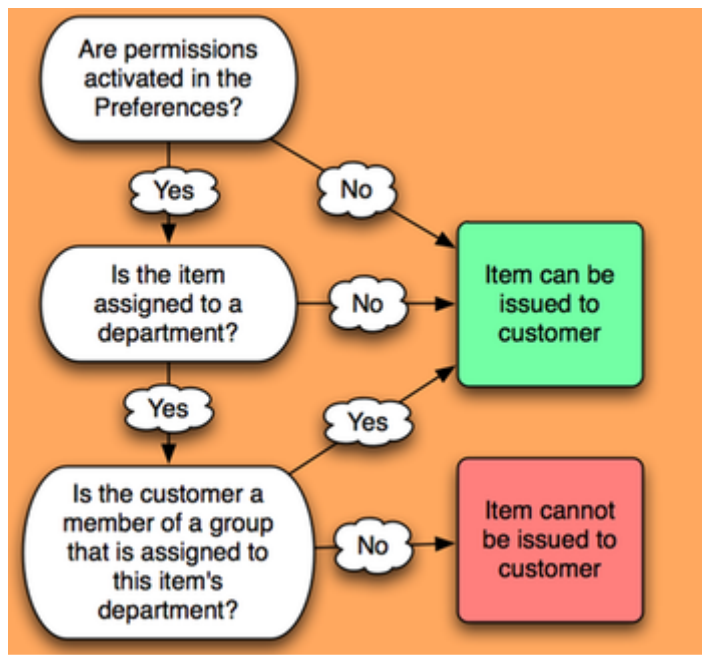 Are permissions
activated in the
Preferences?
Yes
No
Is the item
assigned to a
department?
No
Item can be
issued to
customer
Yes
Yes
Is the customer a
member of a group
that is assigned to
this item's
department?
No
Item cannot
be issued to
customer